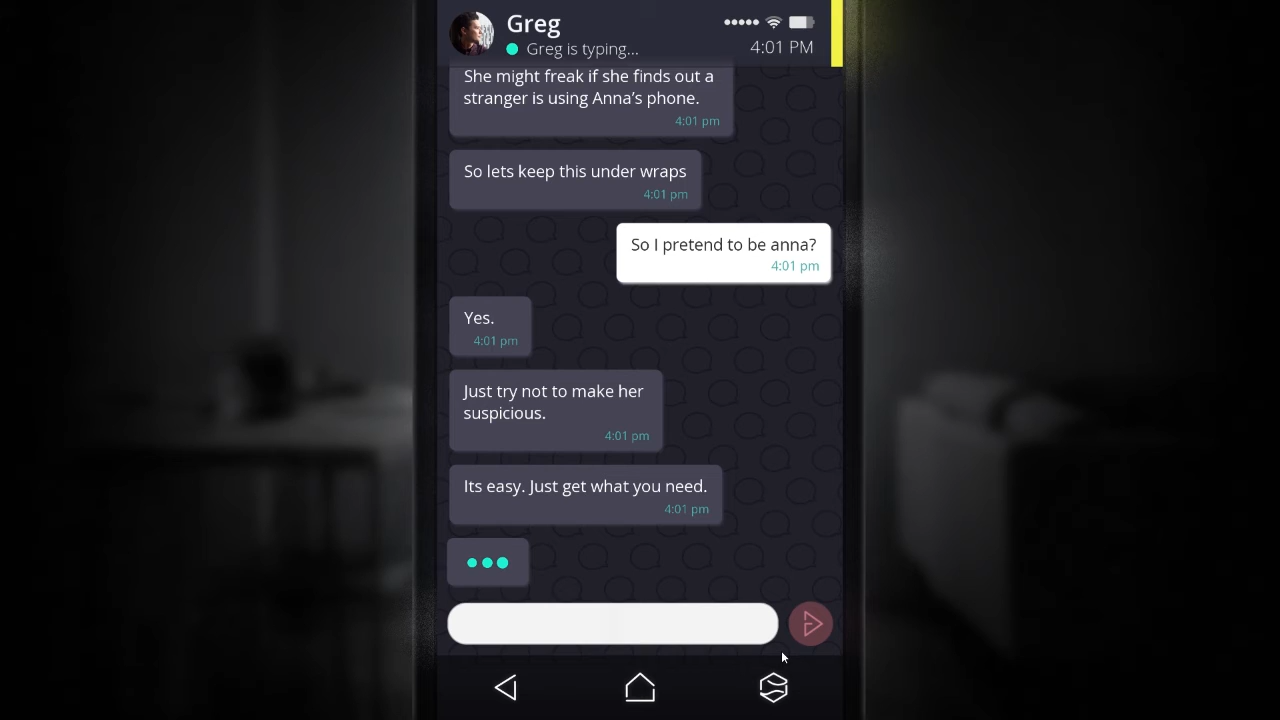 Greg
Greg is typing...
4:01 PM
She might freak if she finds out a
stranger is using Anna’s phone.
4:01 pm
So lets keep this under wraps
4:01 pm
So I pretend to be anna?
4:01 pm
Yes.
4:01 pm
Just try not to make her
suspicious.
4:01 pm
Its easy. Just get what you need.
4:01 pm